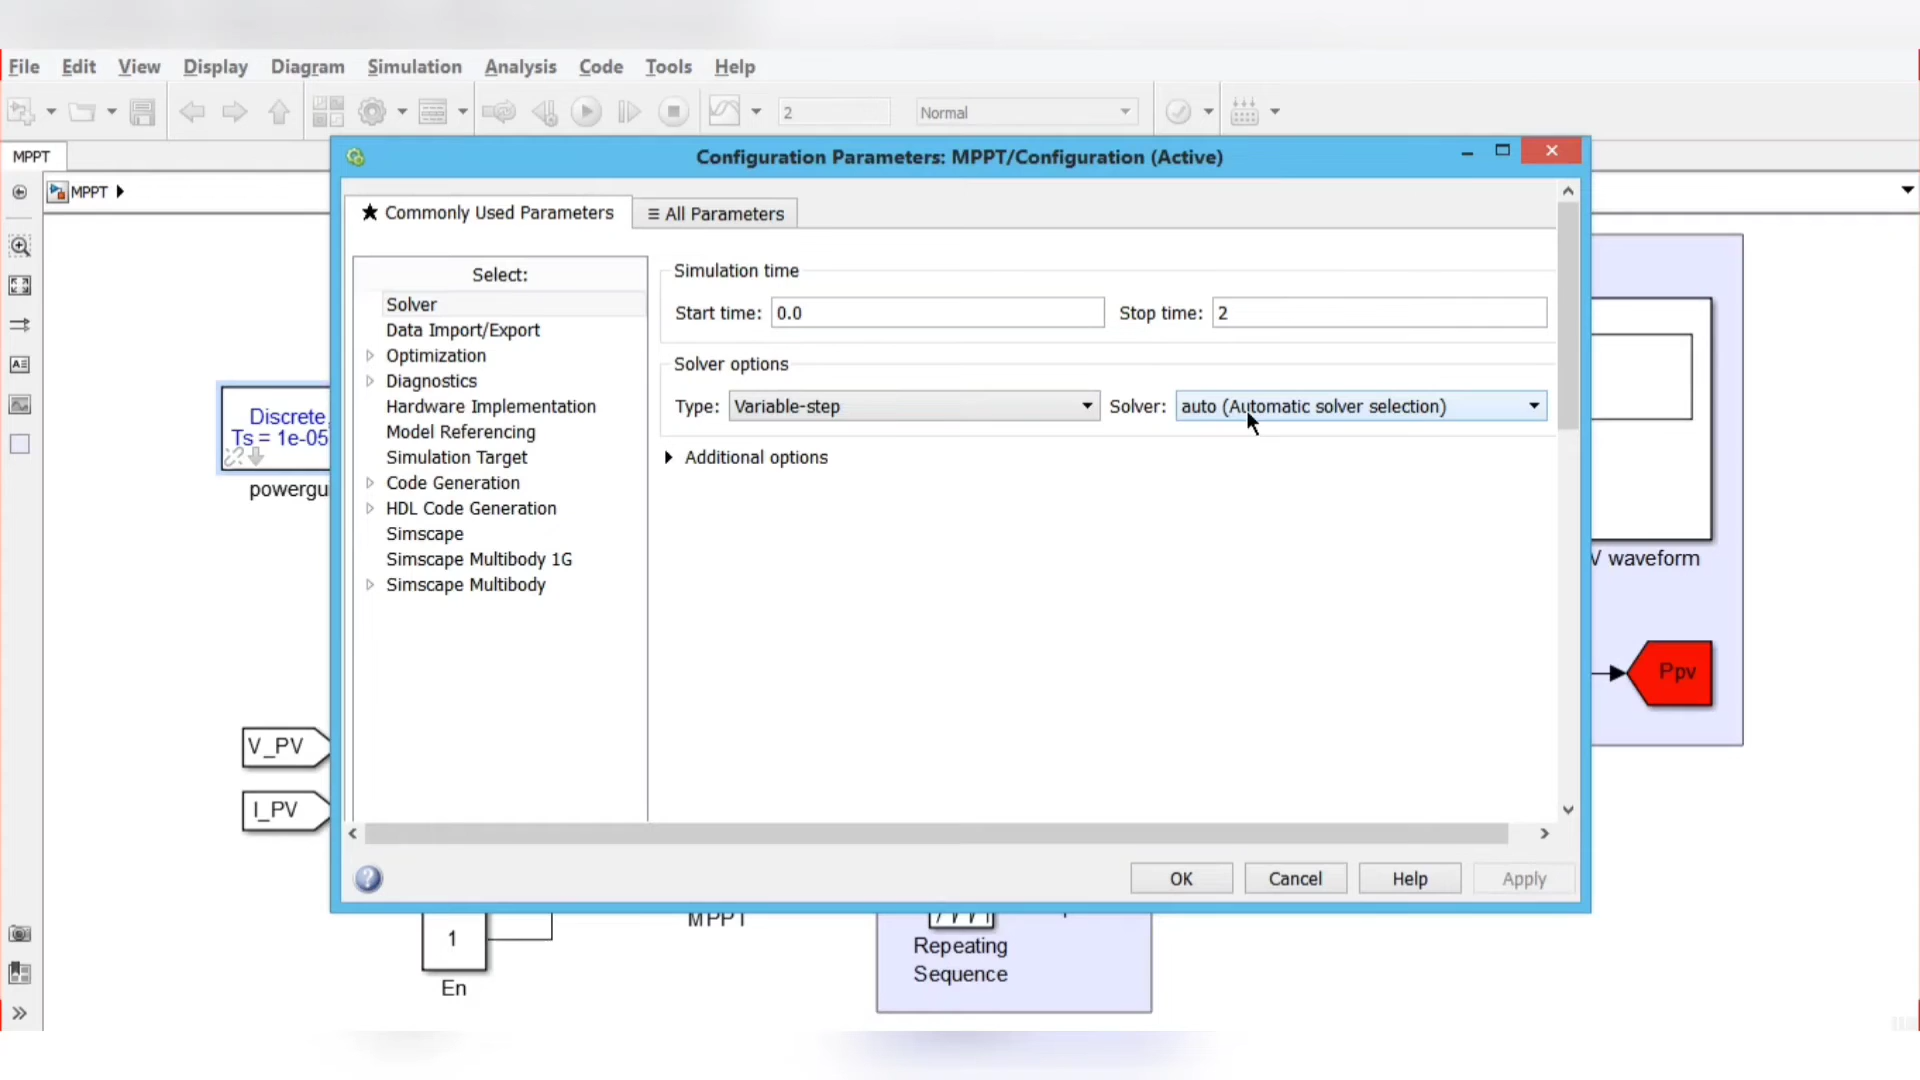 File Edit View Display Diagram Simulation Analysis Code Tools Help
2 Normal
MPPT
MPPT
Configuration Parameters: MPPT/Configuration (Active)
Commonly Used Parameters
All Parameters
Select:
Solver
Data Import/Export
Optimization
Diagnostics
Hardware Implementation
Model Referencing
Simulation Target
Code Generation
HDL Code Generation
Simscape
Simscape Multibody 1G
Simscape Multibody
Simulation time
Start time: 0.0 Stop time: 2
Solver options
Type: Variable-step Solver: auto (Automatic solver selection)
Additional options
OK Cancel Help Apply
Discrete,
Ts = 1e-05
powergu
V_PV
I_PV
1
En
MPPT
Repeating
Sequence
V waveform
Ppv